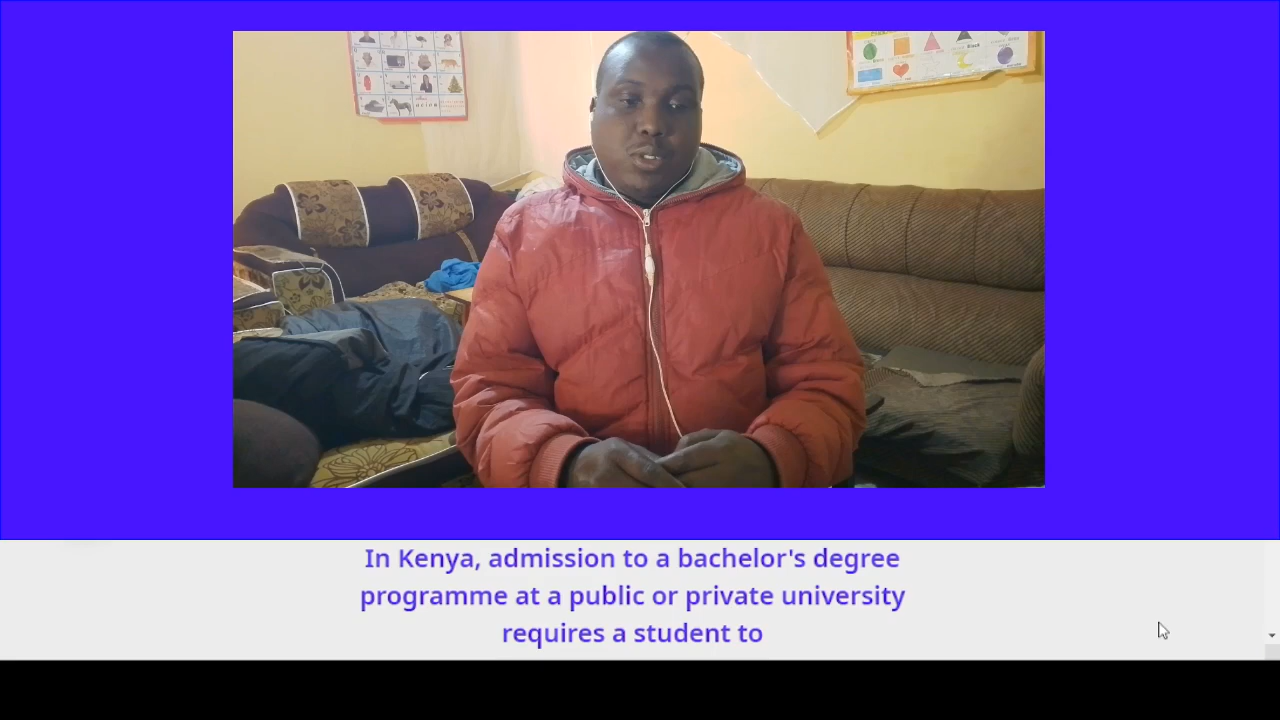 In Kenya, admission to a bachelor's degree
programme at a public or private university
requires a student to